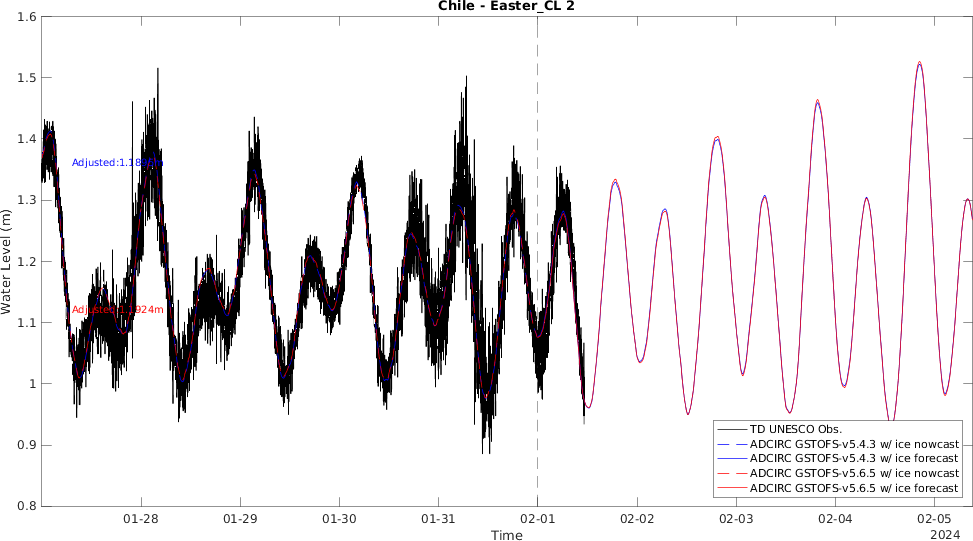 Chile - Easter_CL 2
1.6
1.5
1.4
1.3
1.2
1.1
1
0.9
0.8
Water Level (m)
Adjusted:1.18
Adjusted:1.1924m
TD UNESCO Obs.
ADCIRC GSTOFS-v5.4.3 w/ ice nowcast
ADCIRC GSTOFS-v5.4.3 w/ ice forecast
ADCIRC GSTOFS-v5.6.5 w/ ice nowcast
ADCIRC GSTOFS-v5.6.5 w/ ice forecast
01-28
01-29
01-30
01-31
02-01
02-02
02-03
02-04
02-05
Time
2024